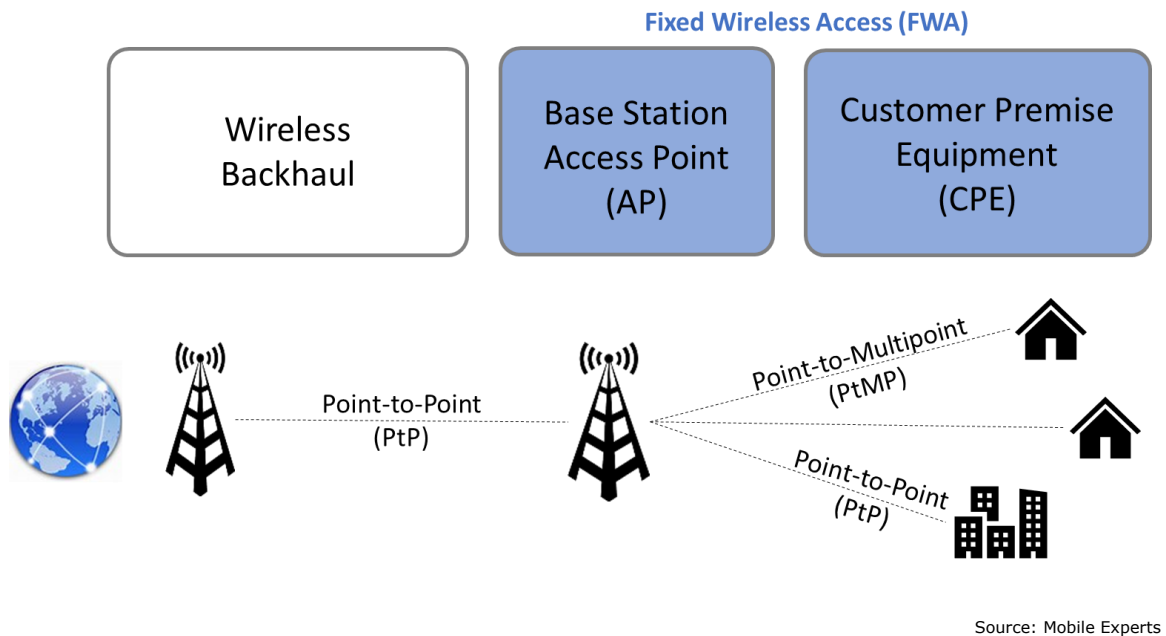 Fixed Wireless Access (FWA)
Wireless
Backhaul
Base Station
Access Point
(AP)
Customer Premise
Equipment
(CPE)
Point-to-Point
(PtP)
Point-to-Multipoint
(PtMP)
Point-to-Point
(PtP)
Source: Mobile Experts